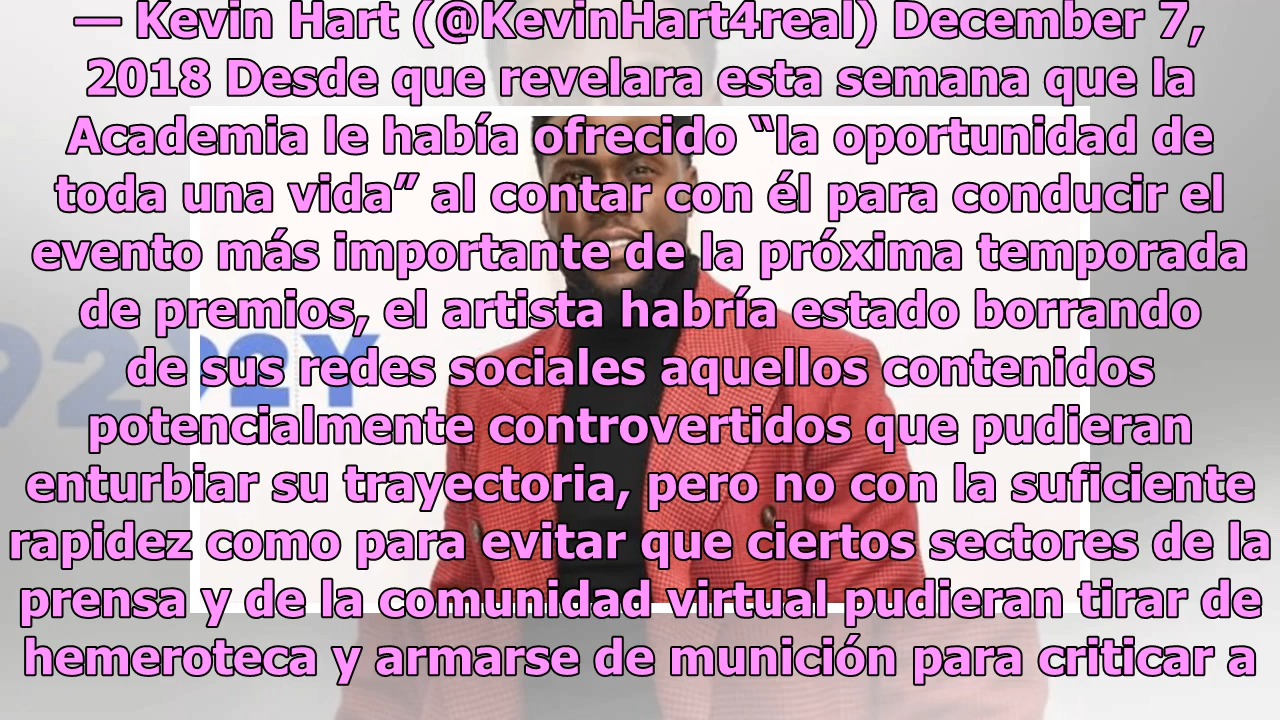 — Kevin Hart (@KevinHart4real) December 7,
2018 Desde que revelara esta semana que la
Academia le había ofrecido “la oportunidad de
toda una vida” al contar con él para conducir el
evento más importante de la próxima temporada
de premios, el artista habría estado borrando
de sus redes sociales aquellos contenidos
potencialmente controvertidos que pudieran
enturbiar su trayectoria, pero no con la suficiente
rapidez como para evitar que ciertos sectores de la
prensa y de la comunidad virtual pudieran tirar de
hemeroteca y armarse de munición para criticar a
92
92Y